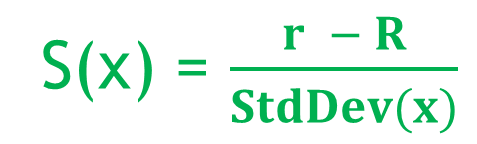 S(x) = r − R
StdDev(x)